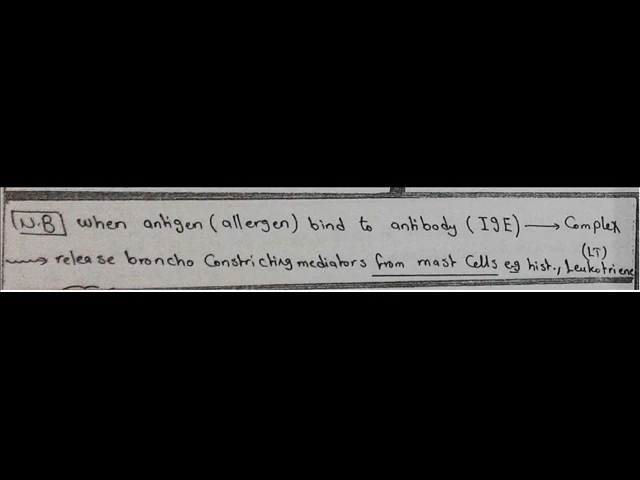 N.B when antigen (allergen) bind to antibody (IgE) → Complex
→ release broncho Constricting mediators from mast Cells eg hist., Leukotriene (LT)